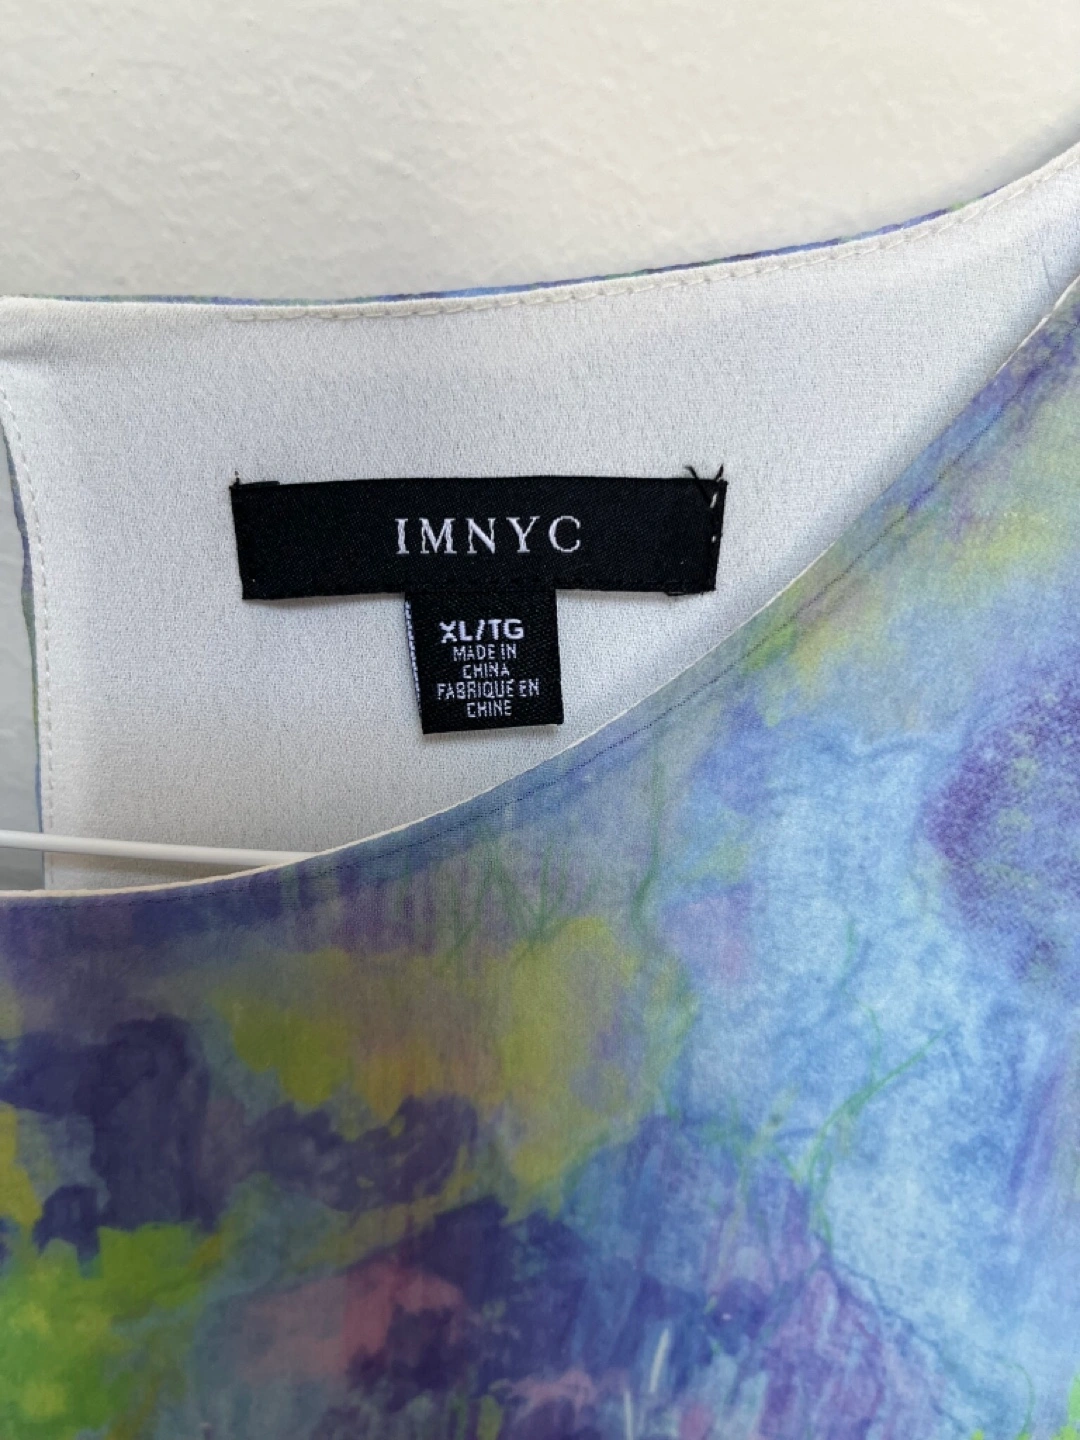 IMNYC
XL/TG
MADE IN
CHINA
FABRIQUÉ EN
CHINE